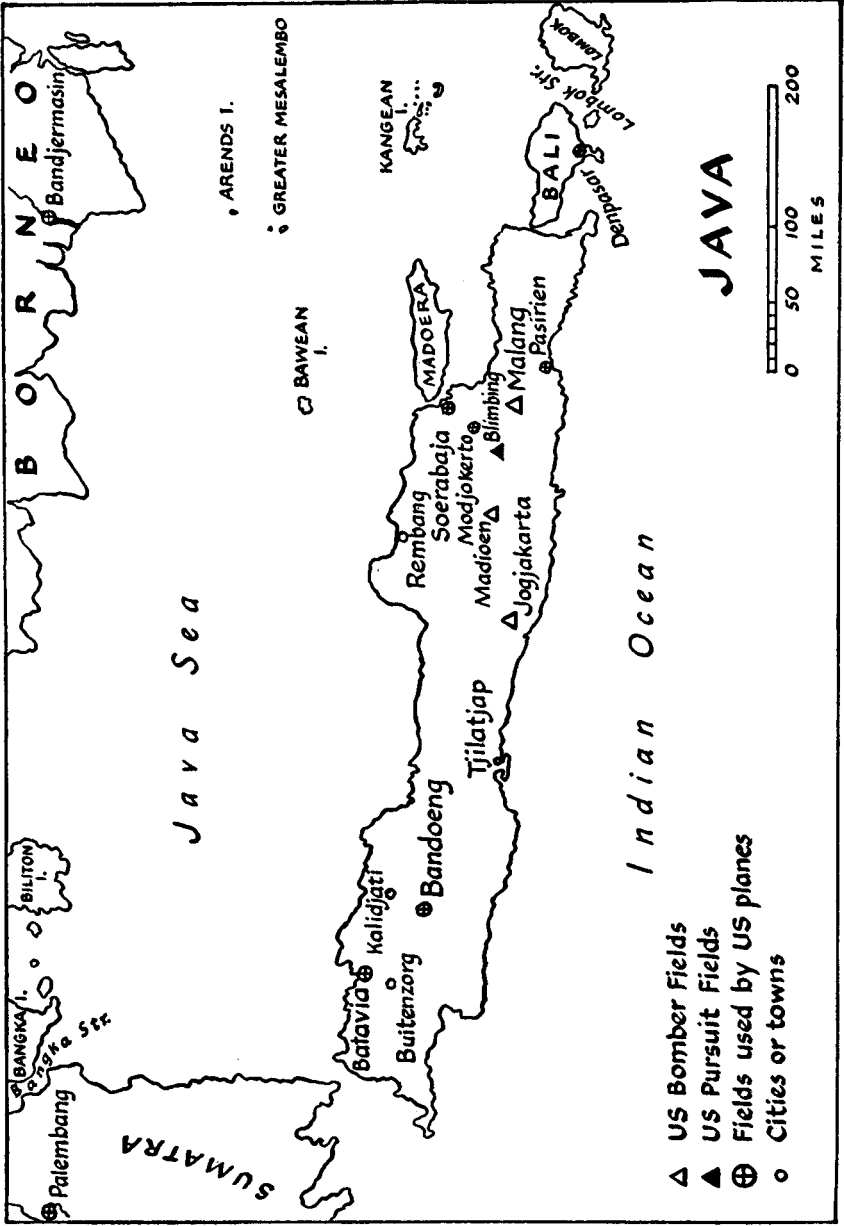 BORNEO
Bandjermasin
BANGKA I.
Bangka Str.
BILITON
I.
Palembang
SUMATRA
Java Sea
ARENDS I.
GREATER MESALEMBO
BAWEAN
I.
KANGEAN
I.
MADOERA
Batavia
Kalidjati
Buitenzorg
Bandoeng
Tjilatjap
Rembang
Soerabaja
Modjokerto
Blimbing
Madioen
Malang
Jogjakarta
Pasirien
BALI
Denpasar
Lombok Str.
LOMBOK
Indian Ocean
US Bomber Fields
US Pursuit Fields
Fields used by US planes
Cities or towns
JAVA
0 50 100 200
MILES